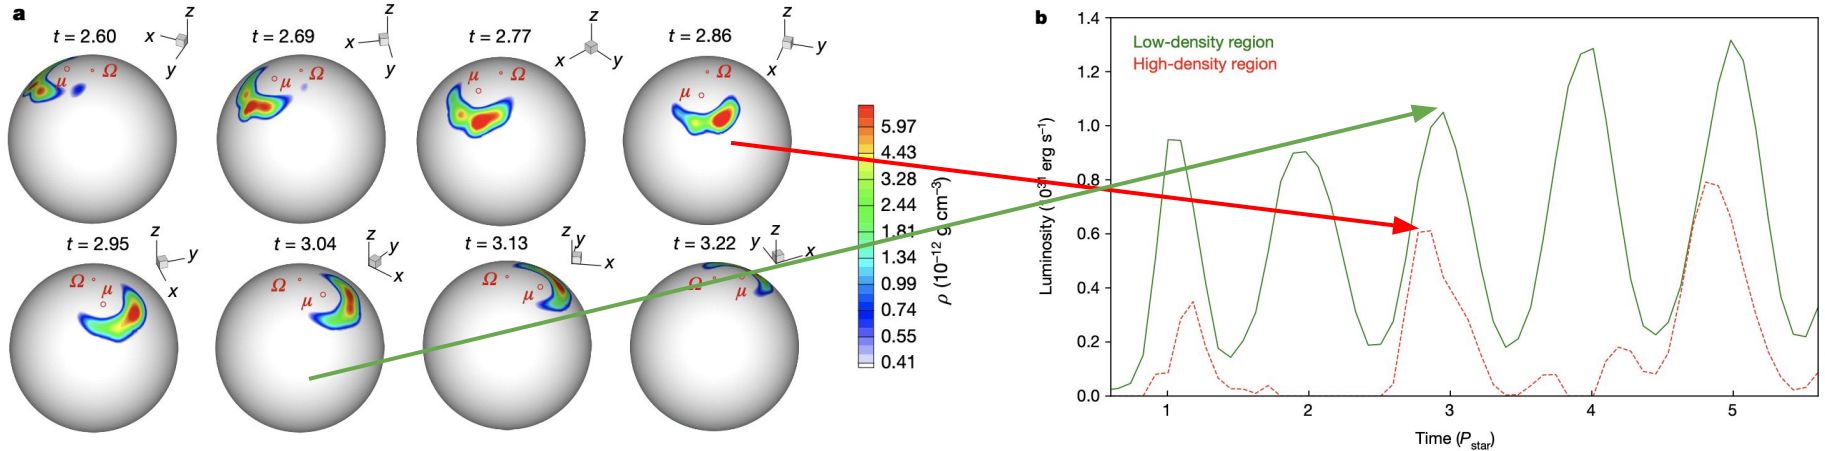 a
t = 2.60
t = 2.69
t = 2.77
t = 2.86
z
x
y
z
x
y
z
x
y
z
y
x
μ
Ω
μ
Ω
μ
Ω
μ
Ω
t = 2.95
t = 3.04
t = 3.13
t = 3.22
z
y
x
z
y
x
z
y
x
z
y
x
Ω
μ
Ω
μ
Ω
μ
Ω
μ
5.97
4.43
3.28
2.44
1.81
1.34
0.99
0.74
0.55
0.41
ρ (10⁻¹² g cm⁻³)
b
Low-density region
High-density region
1.4
1.2
1.0
0.8
0.6
0.4
0.2
0.0
Luminosity (10³¹ erg s⁻¹)
1
2
3
4
5
Time (P_star)